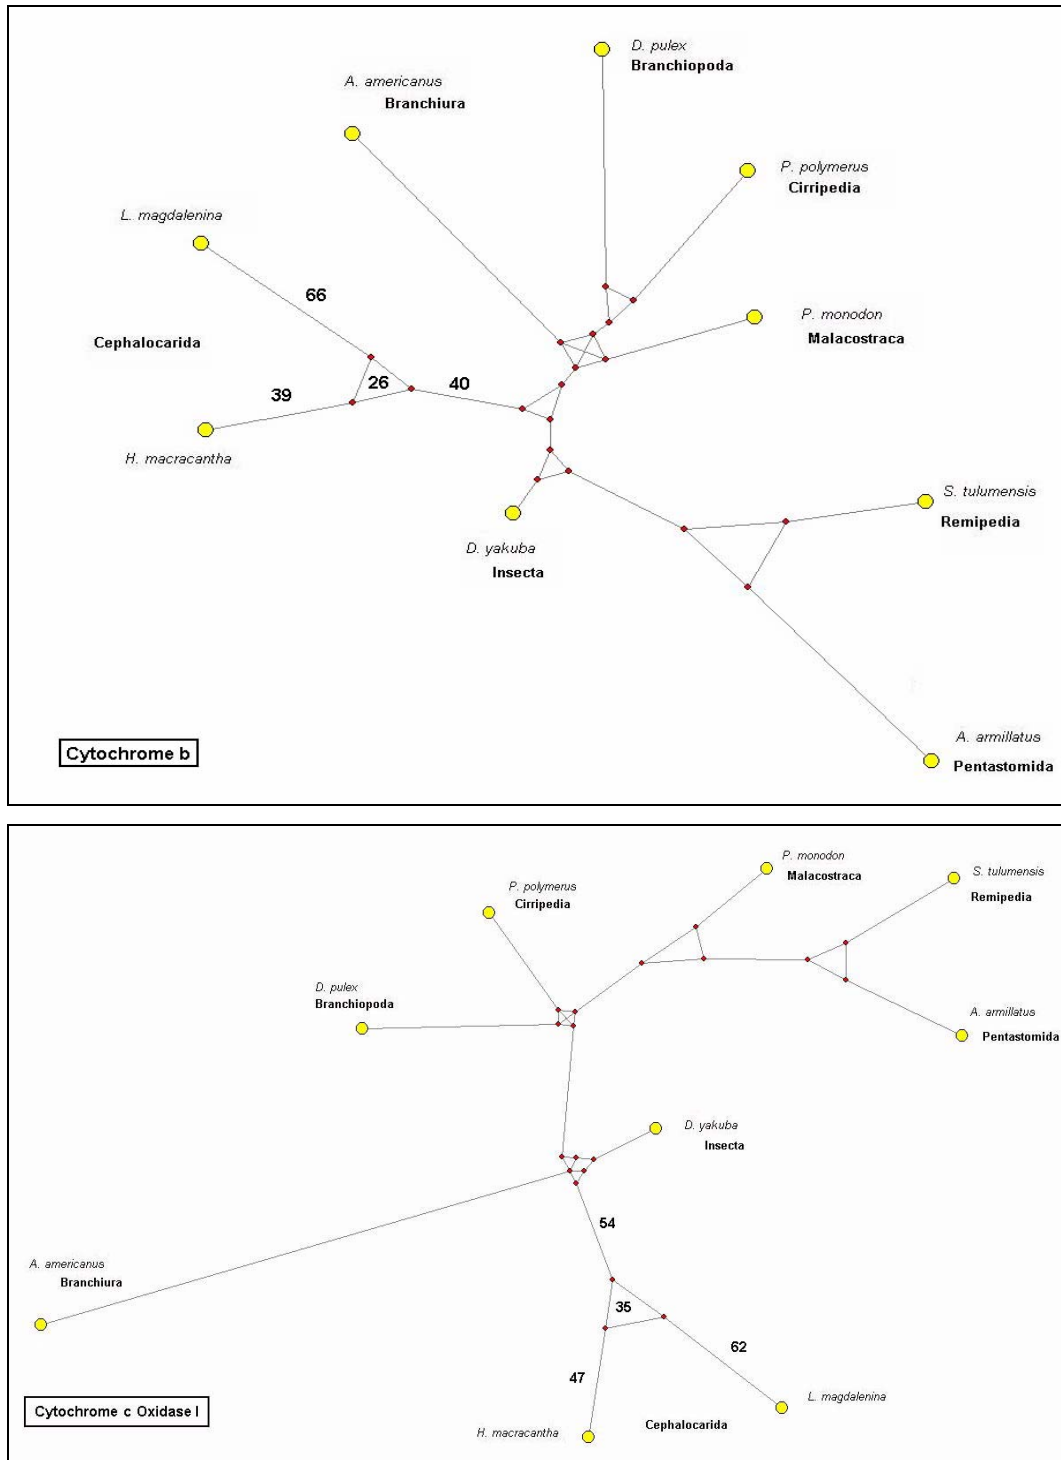 D. pulex
Branchiopoda
A. americanus
Branchiura
P. polymerus
Cirripedia
L. magdalenina
66
P. monodon
Malacostraca
Cephalocarida
26
40
39
H. macracantha
S. tulumensis
Remipedia
D. yakuba
Insecta
A. armillatus
Pentastomida
Cytochrome b
P. monodon
Malacostraca
S. tulumensis
Remipedia
P. polymerus
Cirripedia
D. pulex
Branchiopoda
A. armillatus
Pentastomida
D. yakuba
Insecta
54
A. americanus
Branchiura
35
62
47
L. magdalenina
Cytochrome c Oxidase I
Cephalocarida
H. macracantha